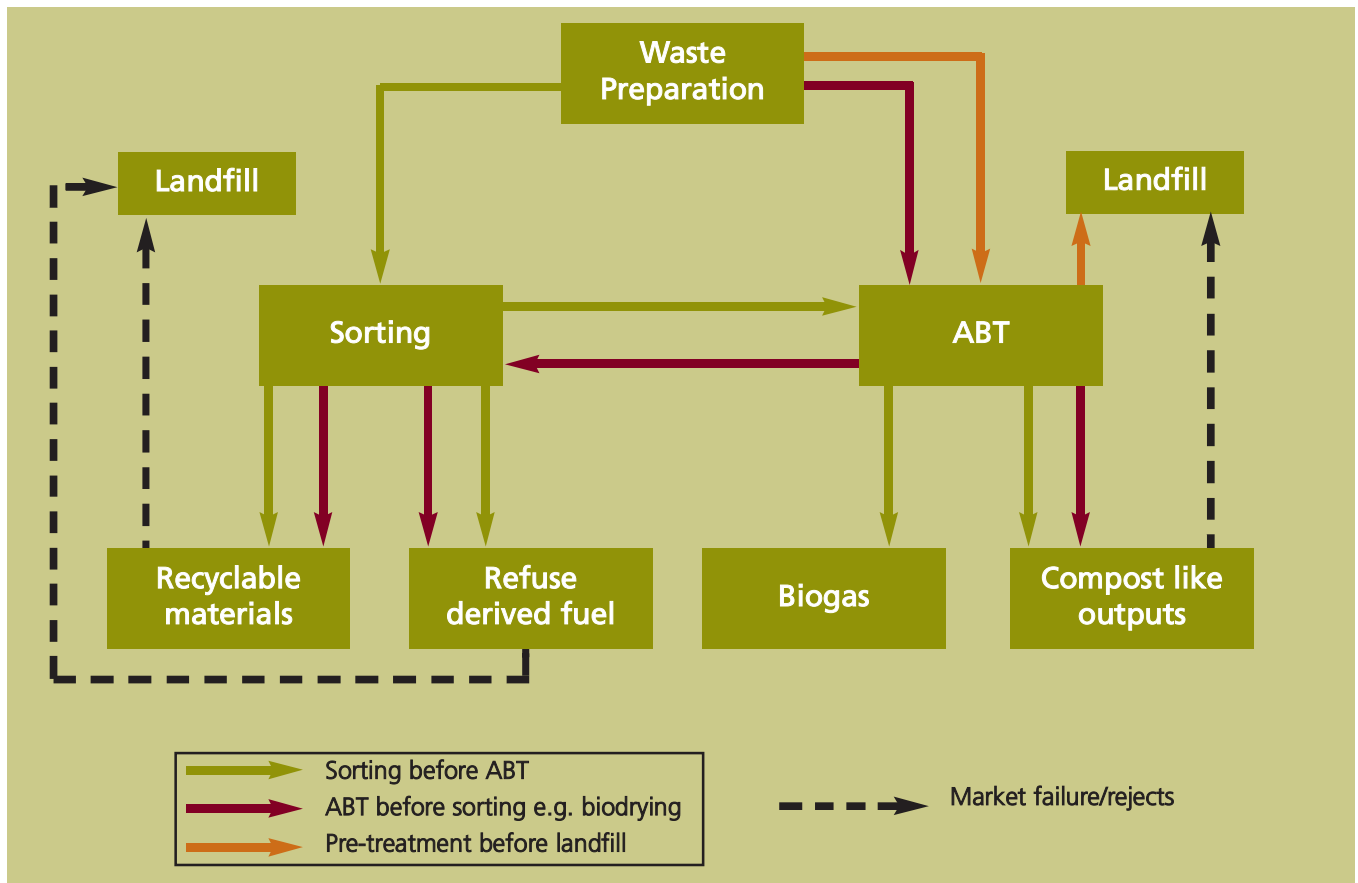 Waste
Preparation
Landfill
Landfill
Sorting
ABT
Recyclable
materials
Refuse
derived fuel
Biogas
Compost like
outputs
Sorting before ABT
ABT before sorting e.g. biodrying
Pre-treatment before landfill
Market failure/rejects